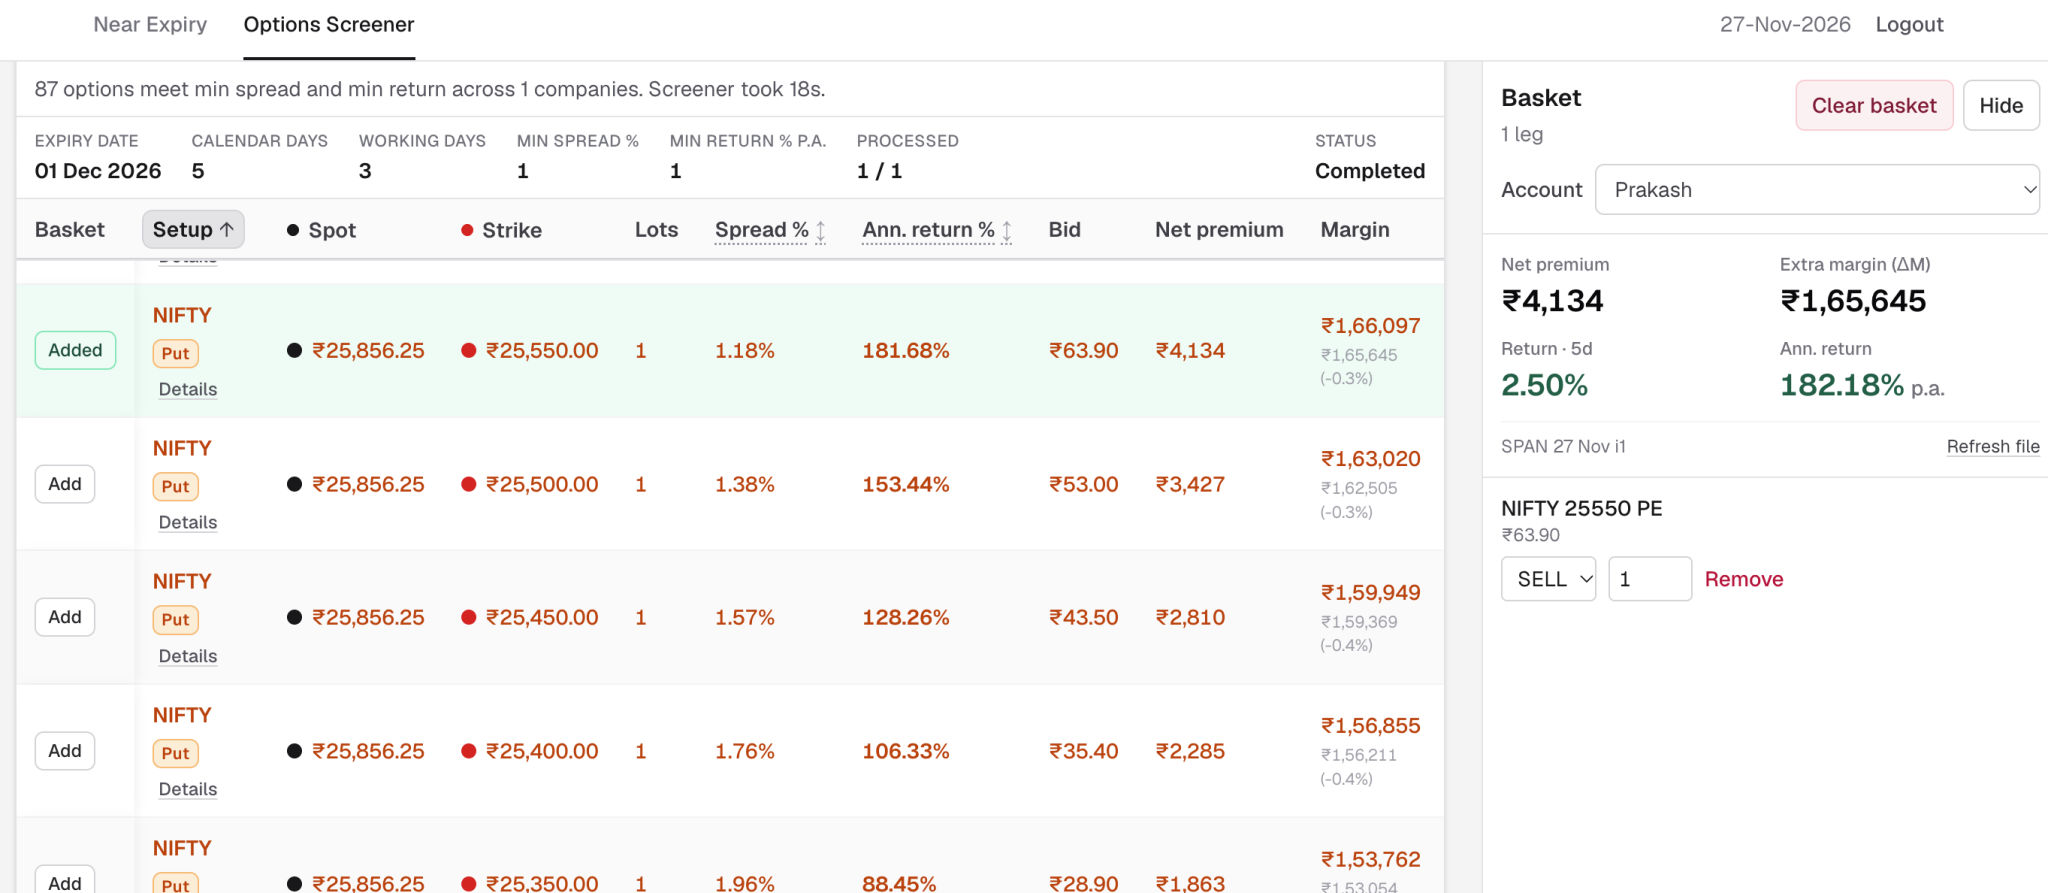 Near Expiry Options Screener 27-Nov-2026 Logout
87 options meet min spread and min return across 1 companies. Screener took 18s.
EXPIRY DATE CALENDAR DAYS WORKING DAYS MIN SPREAD % MIN RETURN % P.A. PROCESSED STATUS
01 Dec 2026 5 3 1 1 1 / 1 Completed
Basket Setup ↑ Spot Strike Lots Spread % Ann. return % Bid Net premium Margin
Details
NIFTY
Put
Details
Added ₹25,856.25 ₹25,550.00 1 1.18% 181.68% ₹63.90 ₹4,134
₹1,66,097
₹1,65,645
(-0.3%)
NIFTY
Put
Details
Add ₹25,856.25 ₹25,500.00 1 1.38% 153.44% ₹53.00 ₹3,427
₹1,63,020
₹1,62,505
(-0.3%)
NIFTY
Put
Details
Add ₹25,856.25 ₹25,450.00 1 1.57% 128.26% ₹43.50 ₹2,810
₹1,59,949
₹1,59,369
(-0.4%)
NIFTY
Put
Details
Add ₹25,856.25 ₹25,400.00 1 1.76% 106.33% ₹35.40 ₹2,285
₹1,56,855
₹1,56,211
(-0.4%)
NIFTY
Put
Add ₹25,856.25 ₹25,350.00 1 1.96% 88.45% ₹28.90 ₹1,863
₹1,53,762
₹1,53,054
Basket
1 leg
Clear basket Hide
Account Prakash
Net premium Extra margin (ΔM)
₹4,134 ₹1,65,645
Return · 5d Ann. return
2.50% 182.18% p.a.
SPAN 27 Nov i1 Refresh file
NIFTY 25550 PE
₹63.90
SELL 1 Remove